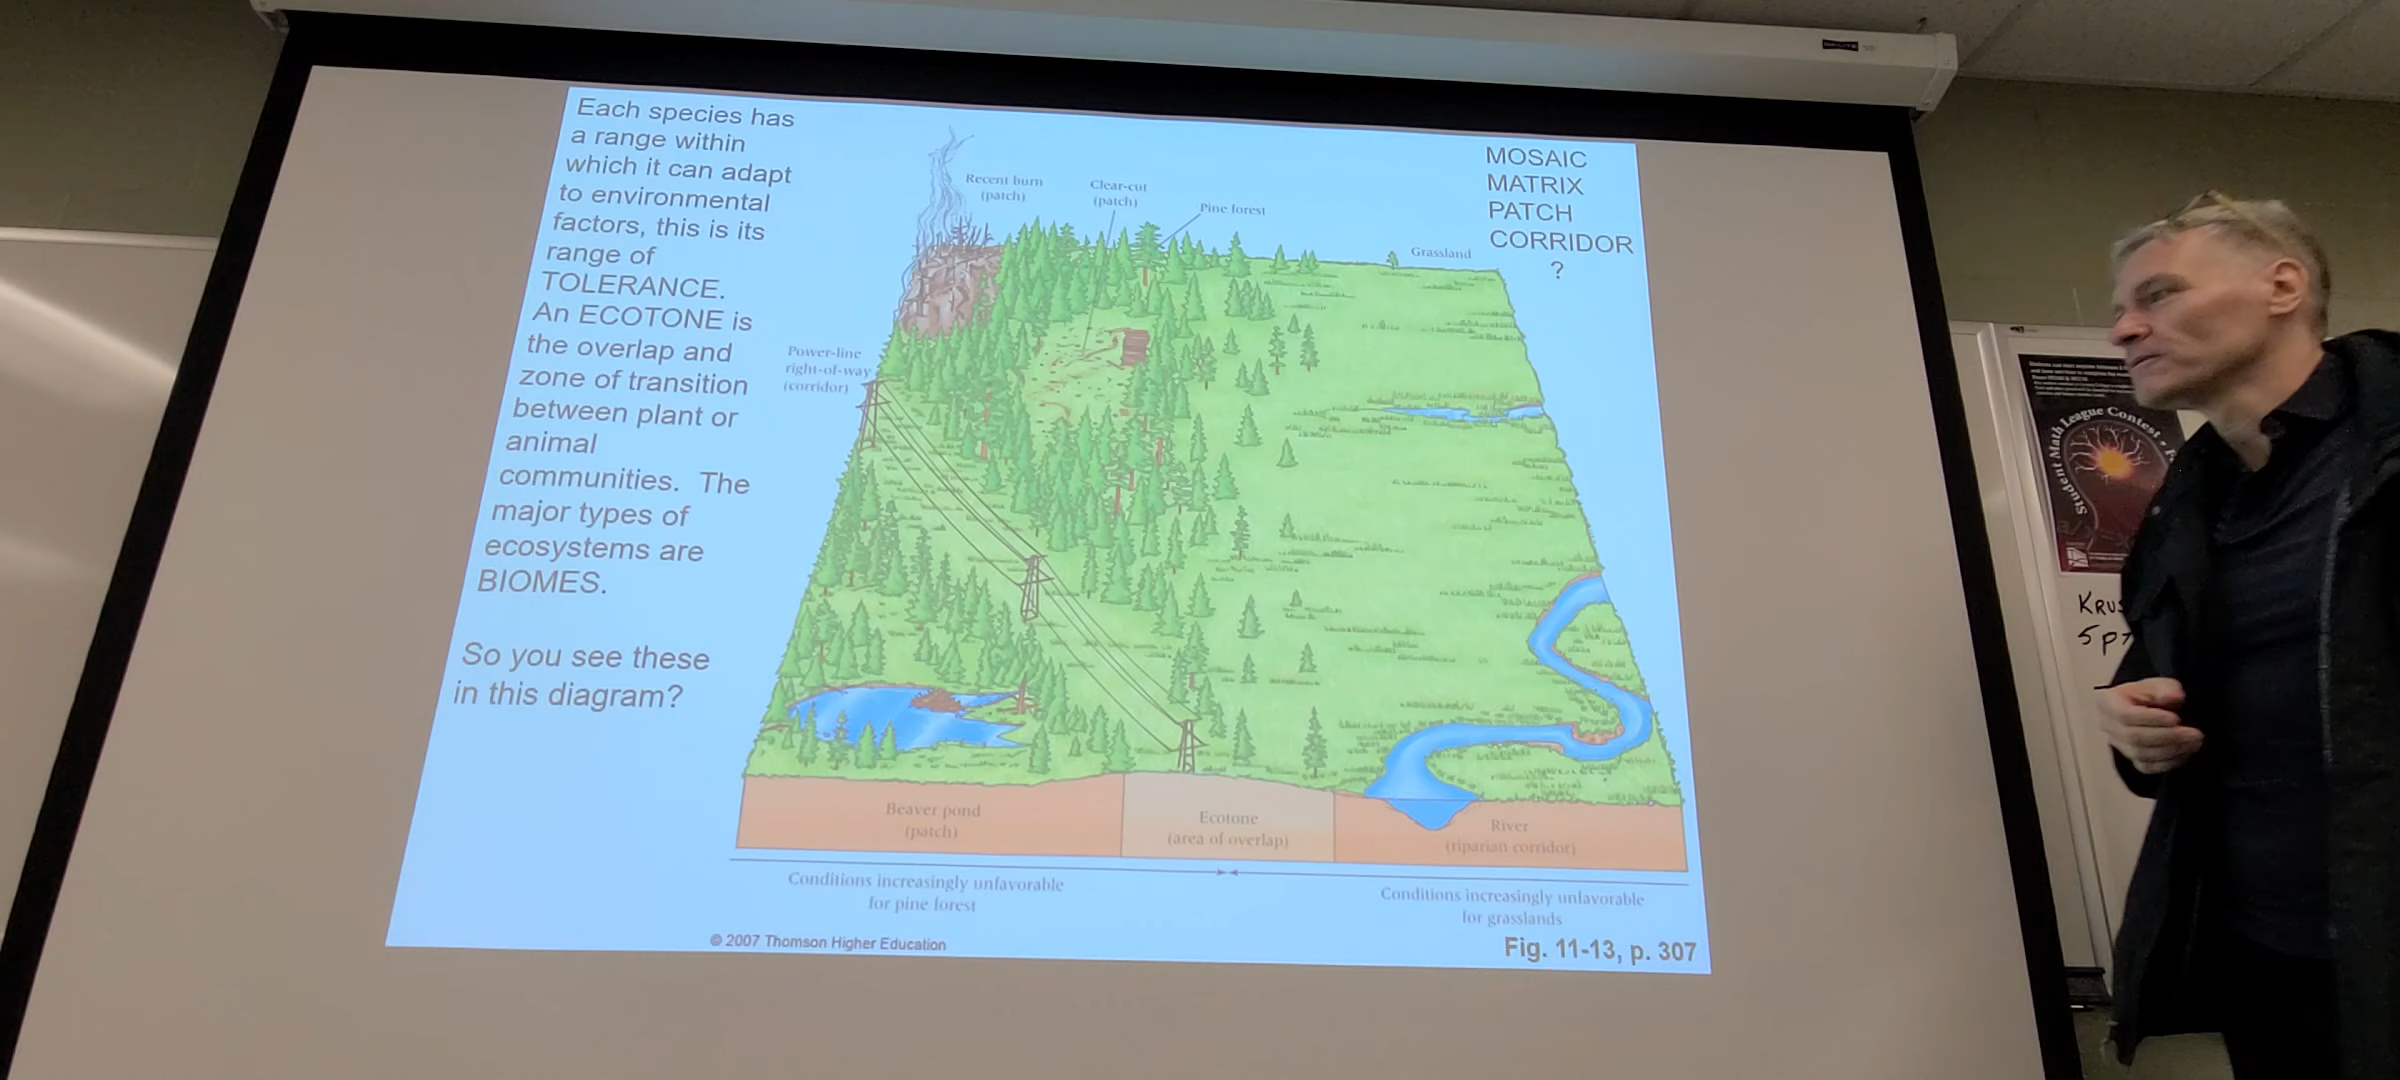 Each species has
a range within
which it can adapt
to environmental
factors, this is its
range of
TOLERANCE.
An ECOTONE is
the overlap and
zone of transition
between plant or
animal
communities. The
major types of
ecosystems are
BIOMES.
So you see these
in this diagram?
MOSAIC
MATRIX
PATCH
CORRIDOR
?
Recent burn
(patch)
Clear-cut
(patch)
Pine forest
Grassland
Power-line
right-of-way
(corridor)
Beaver pond
(patch)
Ecotone
(area of overlap)
River
(riparian corridor)
Conditions increasingly unfavorable
for pine forest
Conditions increasingly unfavorable
for grasslands
© 2007 Thomson Higher Education
Fig. 11-13, p. 307
Student Math League Contest